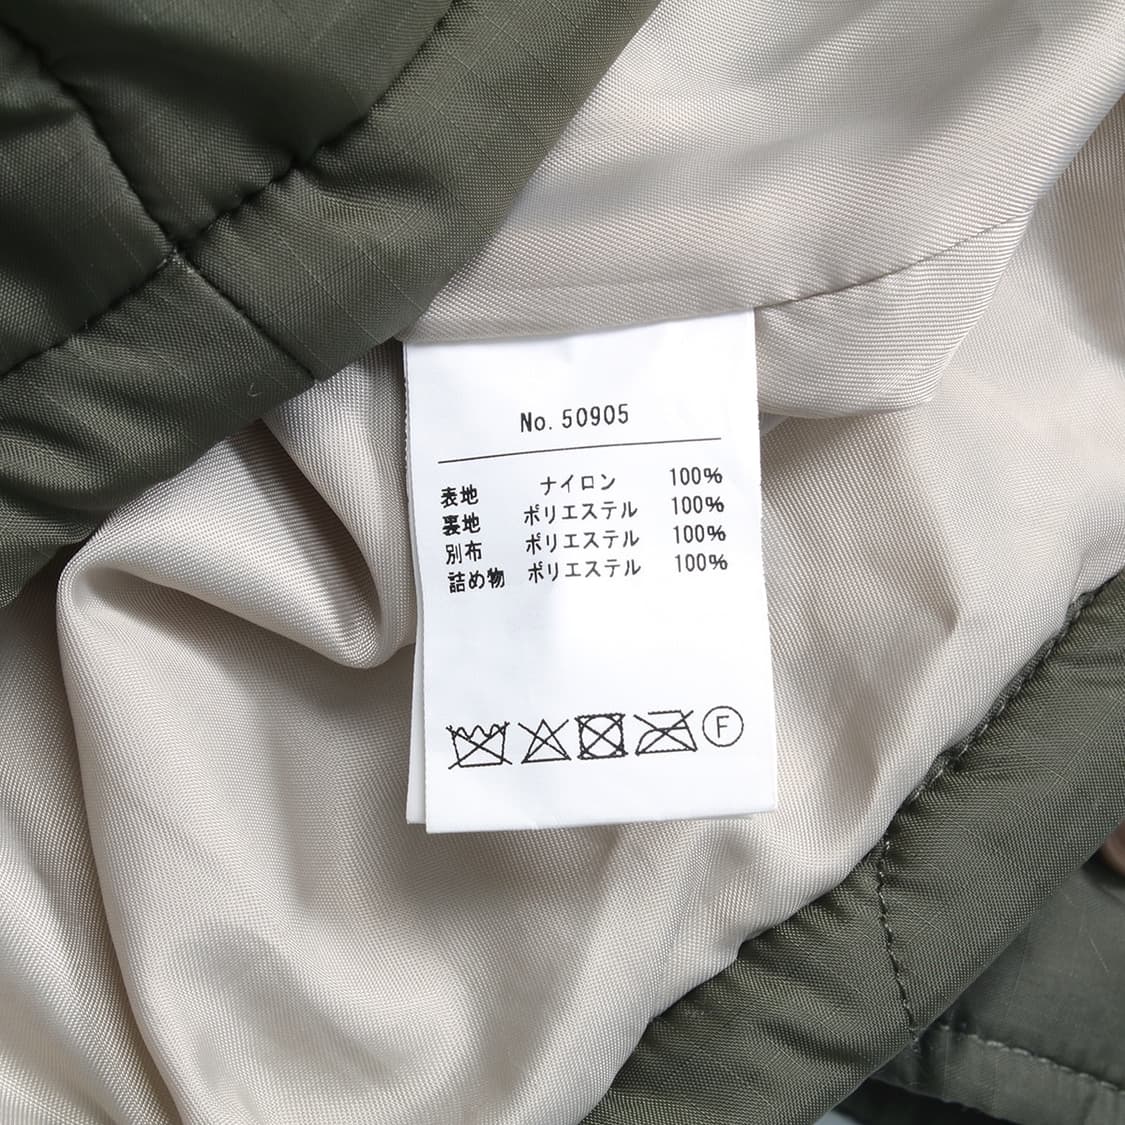 No. 50905
表地 ナイロン 100%
裏地 ポリエステル 100%
別布 ポリエステル 100%
詰め物 ポリエステル 100%
F